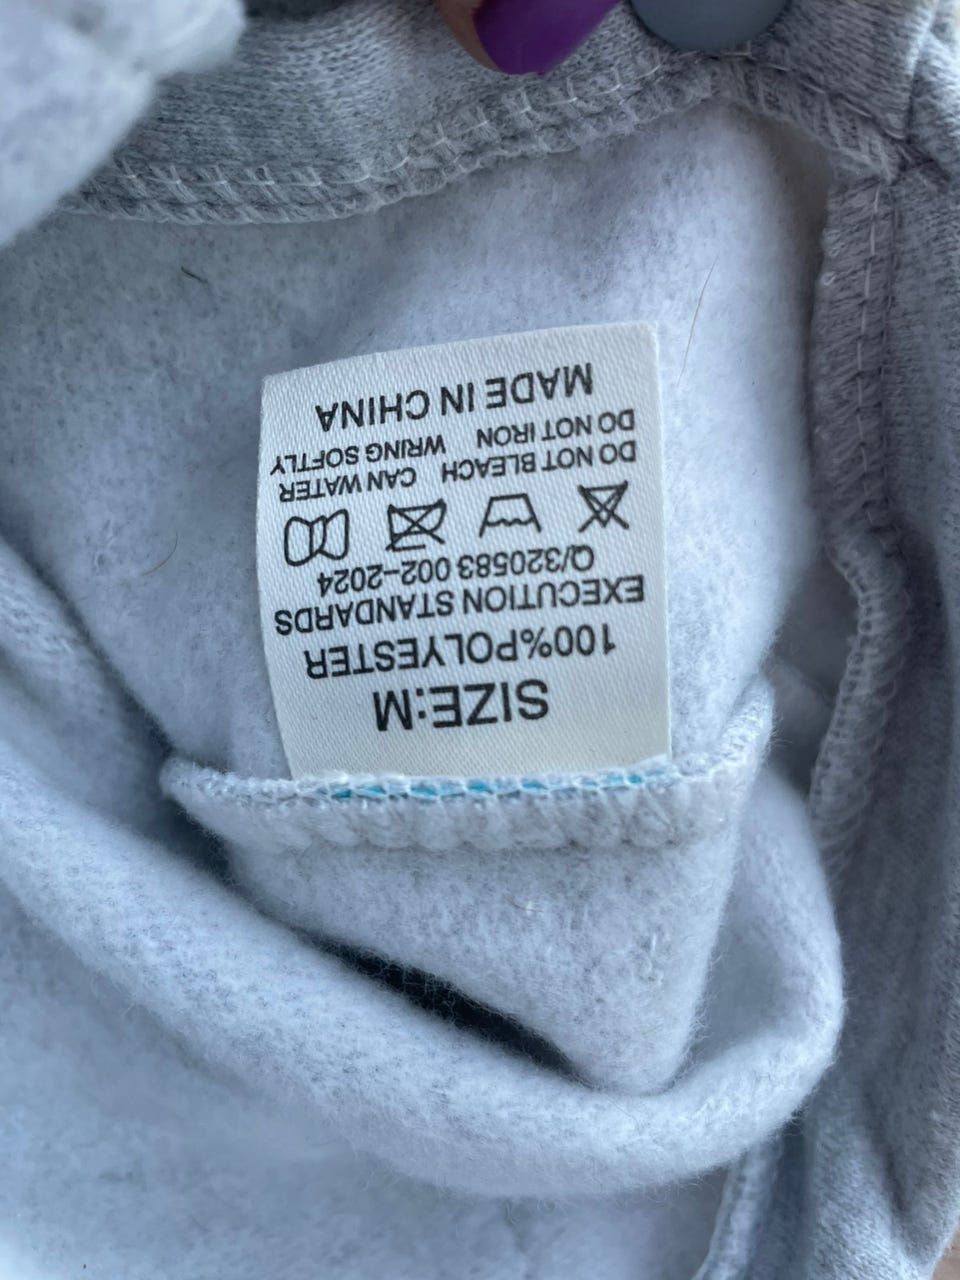 SIZE:M
100%POLYESTER
EXECUTION STANDARDS
Q/320583 002-2024
DO NOT BLEACH CAN WATER
DO NOT IRON WRING SOFTLY
MADE IN CHINA